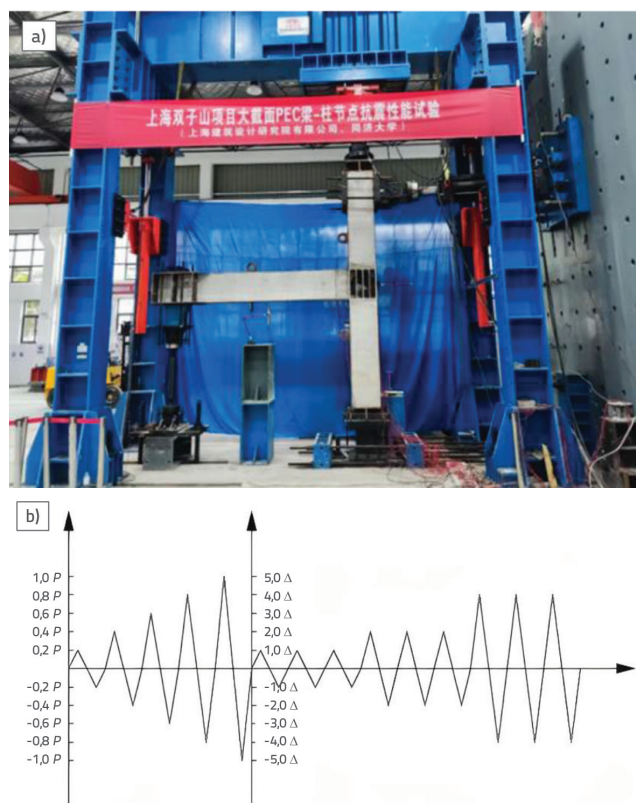 a)
上海双子山项目大截面PEC梁-柱节点抗震性能试验
(上海建筑设计研究院有限公司、同济大学)
b)
1,0 P
0,8 P
0,6 P
0,4 P
0,2 P
-0,2 P
-0,4 P
-0,6 P
-0,8 P
-1,0 P
5,0 Δ
4,0 Δ
3,0 Δ
2,0 Δ
1,0 Δ
-1,0 Δ
-2,0 Δ
-3,0 Δ
-4,0 Δ
-5,0 Δ